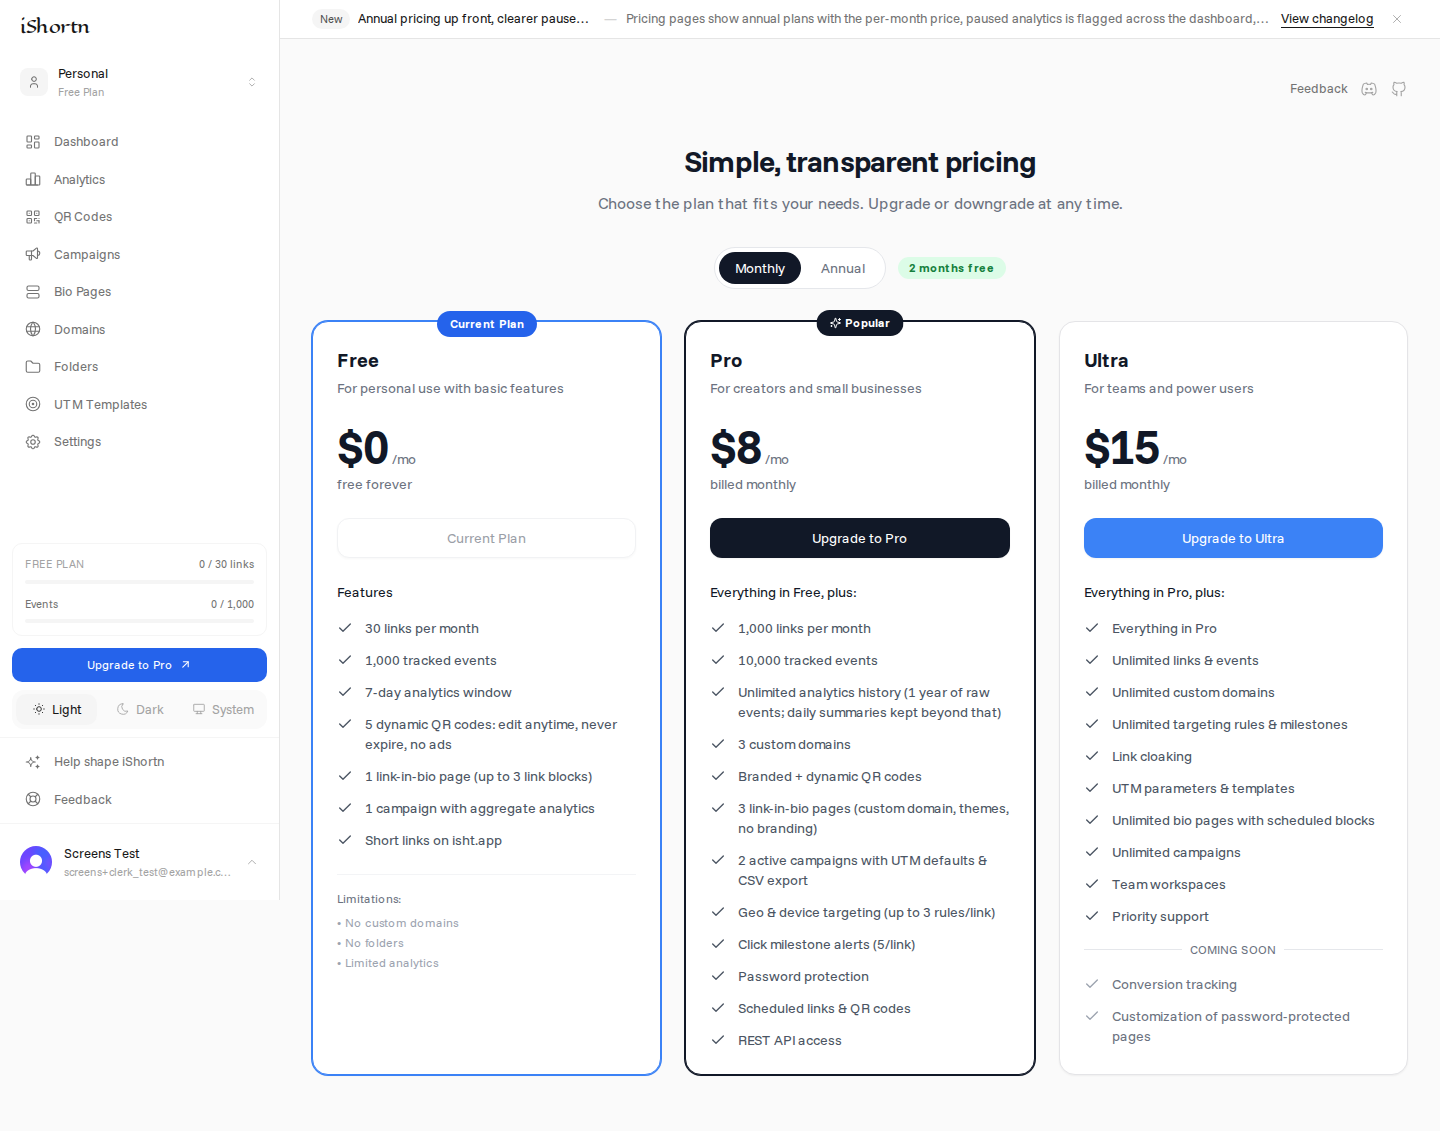 iShortn
Personal
Free Plan
Dashboard
Analytics
QR Codes
Campaigns
Bio Pages
Domains
Folders
UTM Templates
Settings
FREE PLAN 0 / 30 links
Events 0 / 1,000
Upgrade to Pro
Light Dark System
Help shape iShortn
Feedback
Screens Test
screens+clerk_test@example.c...
New Annual pricing up front, clearer pause... — Pricing pages show annual plans with the per-month price, paused analytics is flagged across the dashboard,... View changelog
Feedback
Simple, transparent pricing
Choose the plan that fits your needs. Upgrade or downgrade at any time.
Monthly Annual 2 months free
Current Plan
Free
For personal use with basic features
$0 /mo
free forever
Current Plan
Features
30 links per month
1,000 tracked events
7-day analytics window
5 dynamic QR codes: edit anytime, never
expire, no ads
1 link-in-bio page (up to 3 link blocks)
1 campaign with aggregate analytics
Short links on isht.app
Limitations:
• No custom domains
• No folders
• Limited analytics
Popular
Pro
For creators and small businesses
$8 /mo
billed monthly
Upgrade to Pro
Everything in Free, plus:
1,000 links per month
10,000 tracked events
Unlimited analytics history (1 year of raw
events; daily summaries kept beyond that)
3 custom domains
Branded + dynamic QR codes
3 link-in-bio pages (custom domain, themes,
no branding)
2 active campaigns with UTM defaults &
CSV export
Geo & device targeting (up to 3 rules/link)
Click milestone alerts (5/link)
Password protection
Scheduled links & QR codes
REST API access
Ultra
For teams and power users
$15 /mo
billed monthly
Upgrade to Ultra
Everything in Pro, plus:
Everything in Pro
Unlimited links & events
Unlimited custom domains
Unlimited targeting rules & milestones
Link cloaking
UTM parameters & templates
Unlimited bio pages with scheduled blocks
Unlimited campaigns
Team workspaces
Priority support
COMING SOON
Conversion tracking
Customization of password-protected
pages